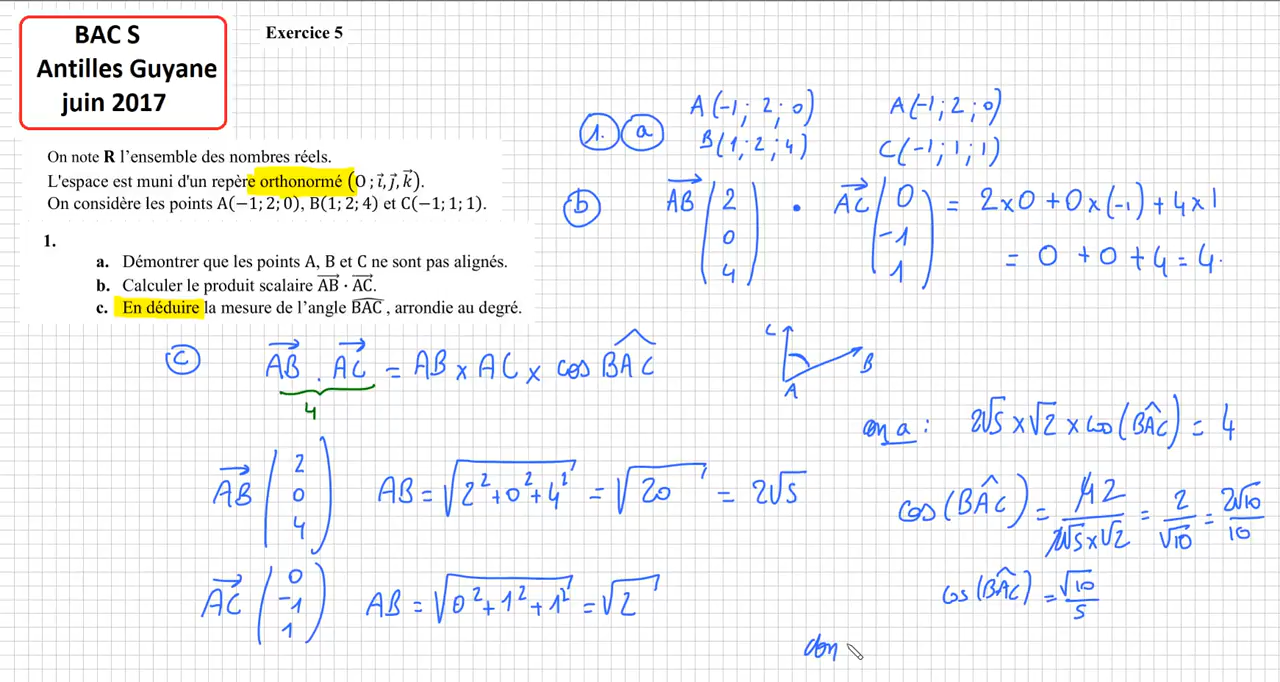 BAC S
Antilles Guyane
juin 2017
Exercice 5
On note R l'ensemble des nombres réels.
L'espace est muni d'un repère orthonormé (O ; i⃗, j⃗, k⃗).
On considère les points A(−1; 2; 0), B(1; 2; 4) et C(−1; 1; 1).
1.
a. Démontrer que les points A, B et C ne sont pas alignés.
b. Calculer le produit scalaire AB⃗ · AC⃗.
c. En déduire la mesure de l'angle BAC^, arrondie au degré.
1. a A(-1; 2; 0) A(-1; 2; 0)
B(1; 2; 4) C(-1; 1; 1)
b AB⃗ (2 0 4) · AC⃗ (0 -1 1) = 2×0 + 0×(-1) + 4×1
= 0 + 0 + 4 = 4.
c AB⃗ . AC⃗ = AB × AC × cos BAC^
4
C
B
A
AB⃗ (2 0 4) AB = √(2² + 0² + 4²) = √20 = 2√5
AC⃗ (0 -1 1) AB = √(0² + 1² + 1²) = √2
on a : 2√5 × √2 × cos(BAC^) = 4
cos(BAC^) = 4 2 / 2√5 × √2 = 2/√10 = 2√10/10
cos(BAC^) = √10/5
don